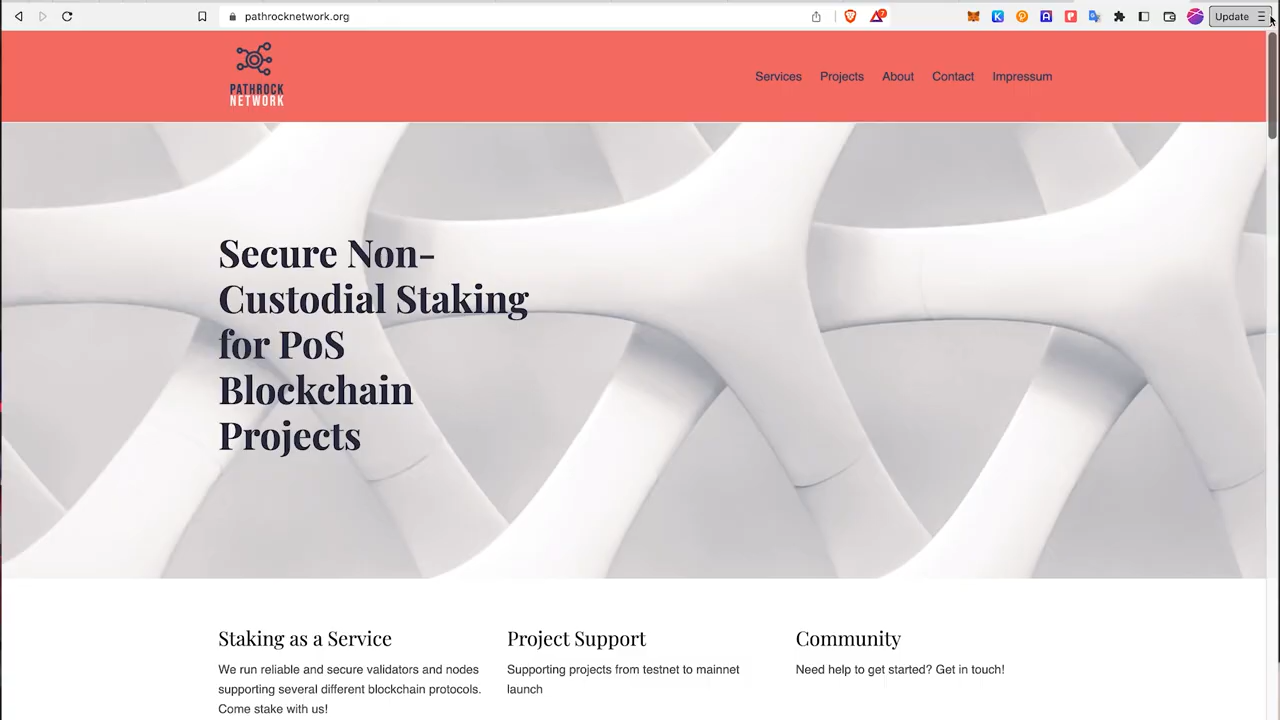 pathrocknetwork.org
Update
PATHROCK
NETWORK
Services Projects About Contact Impressum
Secure Non-
Custodial Staking
for PoS
Blockchain
Projects
Staking as a Service
We run reliable and secure validators and nodes
supporting several different blockchain protocols.
Come stake with us!
Project Support
Supporting projects from testnet to mainnet
launch
Community
Need help to get started? Get in touch!